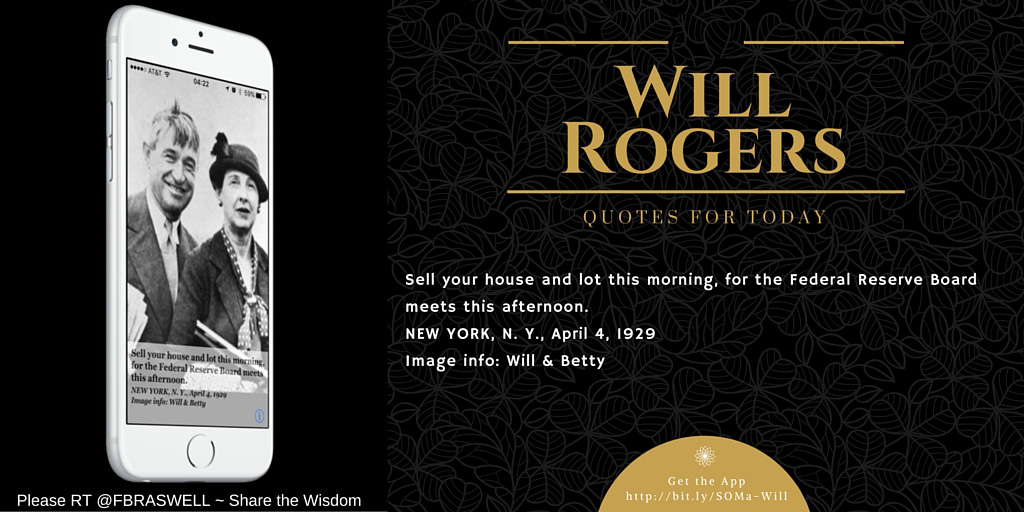 AT&T
04:22
59%
Sell your house and lot this morning,
for the Federal Reserve Board meets
this afternoon.
NEW YORK, N. Y., April 4, 1929
Image info: Will & Betty
i
Please RT @FBRASWELL ~ Share the Wisdom
WILL
ROGERS
QUOTES FOR TODAY
Sell your house and lot this morning, for the Federal Reserve Board
meets this afternoon.
NEW YORK, N. Y., April 4, 1929
Image info: Will & Betty
Get the App
http://bit.ly/SOMa-Will